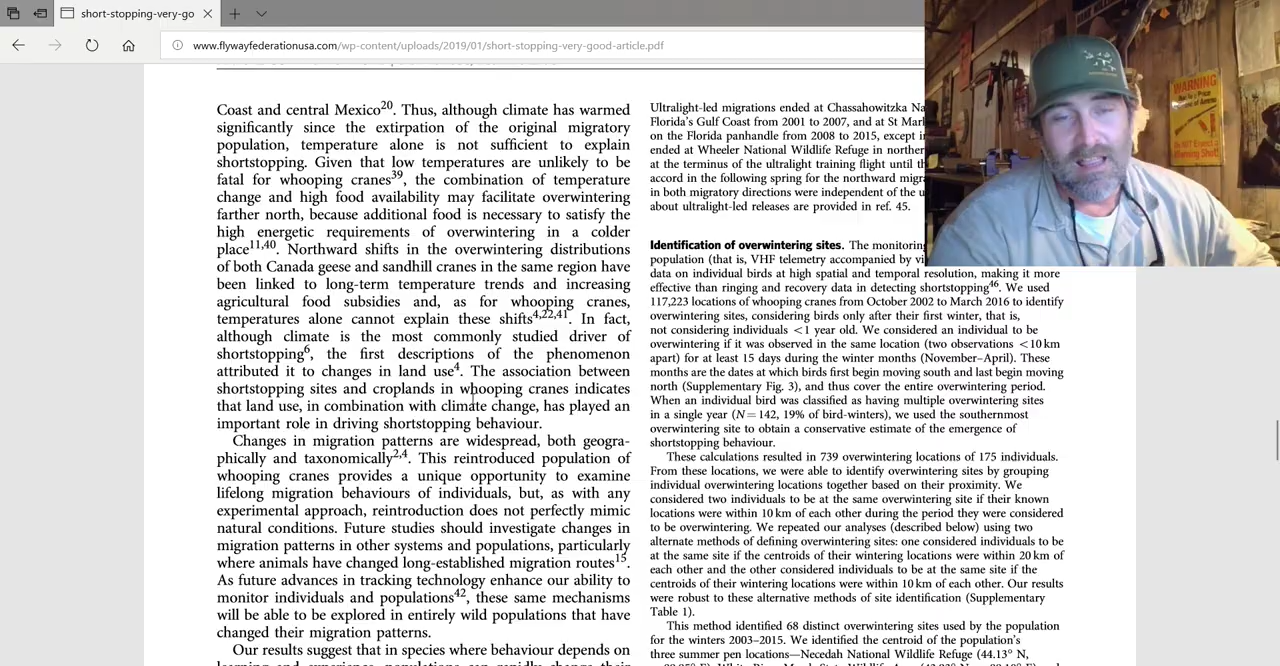 short-stopping-very-go
www.flywayfederationusa.com/wp-content/uploads/2019/01/short-stopping-very-good-article.pdf
Coast and central Mexico20. Thus, although climate has warmed
significantly since the extirpation of the original migratory
population, temperature alone is not sufficient to explain
shortstopping. Given that low temperatures are unlikely to be
fatal for whooping cranes39, the combination of temperature
change and high food availability may facilitate overwintering
farther north, because additional food is necessary to satisfy the
high energetic requirements of overwintering in a colder
place11,40. Northward shifts in the overwintering distributions
of both Canada geese and sandhill cranes in the same region have
been linked to long-term temperature trends and increasing
agricultural food subsidies and, as for whooping cranes,
temperatures alone cannot explain these shifts4,22,41. In fact,
although climate is the most commonly studied driver of
shortstopping6, the first descriptions of the phenomenon
attributed it to changes in land use4. The association between
shortstopping sites and croplands in whooping cranes indicates
that land use, in combination with climate change, has played an
important role in driving shortstopping behaviour.
Changes in migration patterns are widespread, both geogra-
phically and taxonomically2,4. This reintroduced population of
whooping cranes provides a unique opportunity to examine
lifelong migration behaviours of individuals, but, as with any
experimental approach, reintroduction does not perfectly mimic
natural conditions. Future studies should investigate changes in
migration patterns in other systems and populations, particularly
where animals have changed long-established migration routes15.
As future advances in tracking technology enhance our ability to
monitor individuals and populations42, these same mechanisms
will be able to be explored in entirely wild populations that have
changed their migration patterns.
Our results suggest that in species where behaviour depends on
Ultralight-led migrations ended at Chassahowitzka Na
Florida's Gulf Coast from 2001 to 2007, and at St Mar
on the Florida panhandle from 2008 to 2015, except i
ended at Wheeler National Wildlife Refuge in norther
at the terminus of the ultralight training flight until th
accord in the following spring for the northward migra
in both migratory directions were independent of the u
about ultralight-led releases are provided in ref. 45.
Identification of overwintering sites. The monitoring
population (that is, VHF telemetry accompanied by vi
data on individual birds at high spatial and temporal resolution, making it more
effective than ringing and recovery data in detecting shortstopping46. We used
117,223 locations of whooping cranes from October 2002 to March 2016 to identify
overwintering sites, considering birds only after their first winter, that is,
not considering individuals <1 year old. We considered an individual to be
overwintering if it was observed in the same location (two observations <10 km
apart) for at least 15 days during the winter months (November–April). These
months are the dates at which birds first begin moving south and last begin moving
north (Supplementary Fig. 3), and thus cover the entire overwintering period.
When an individual bird was classified as having multiple overwintering sites
in a single year (N = 142, 19% of bird-winters), we used the southernmost
overwintering site to obtain a conservative estimate of the emergence of
shortstopping behaviour.
These calculations resulted in 739 overwintering locations of 175 individuals.
From these locations, we were able to identify overwintering sites by grouping
individual overwintering locations together based on their proximity. We
considered two individuals to be at the same overwintering site if their known
locations were within 10 km of each other during the period they were considered
to be overwintering. We repeated our analyses (described below) using two
alternate methods of defining overwintering sites: one considered individuals to be
at the same site if the centroids of their wintering locations were within 20 km of
each other and the other considered individuals to be at the same site if the
centroids of their wintering locations were within 10 km of each other. Our results
were robust to these alternative methods of site identification (Supplementary
Table 1).
This method identified 68 distinct overwintering sites used by the population
for the winters 2003–2015. We identified the centroid of the population's
three summer pen locations—Necedah National Wildlife Refuge (44.13° N,
WARNING